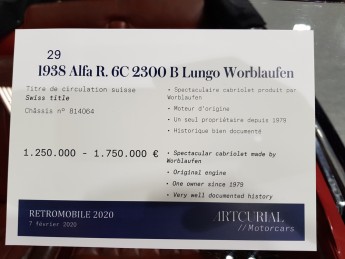 29
1938 Alfa R. 6C 2300 B Lungo Worblaufen
Titre de circulation suisse
Swiss title
Châssis n° 814064
• Spectaculaire cabriolet produit par
Worblaufen
• Moteur d'origine
• Un seul propriétaire depuis 1979
• Historique bien documenté
1.250.000 - 1.750.000 €
• Spectacular cabriolet made by
Worblaufen
• Original engine
• One owner since 1979
• Very well documented history
RETROMOBILE 2020
7 février 2020
ARTCURIAL
//Motorcars